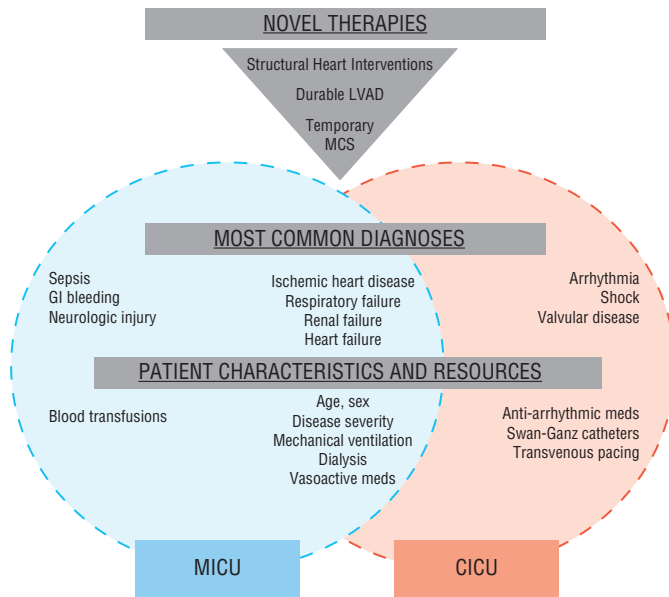 NOVEL THERAPIES
Structural Heart Interventions
Durable LVAD
Temporary
MCS
MOST COMMON DIAGNOSES
Sepsis
GI bleeding
Neurologic injury
Ischemic heart disease
Respiratory failure
Renal failure
Heart failure
Arrhythmia
Shock
Valvular disease
PATIENT CHARACTERISTICS AND RESOURCES
Blood transfusions
Age, sex
Disease severity
Mechanical ventilation
Dialysis
Vasoactive meds
Anti-arrhythmic meds
Swan-Ganz catheters
Transvenous pacing
MICU
CICU